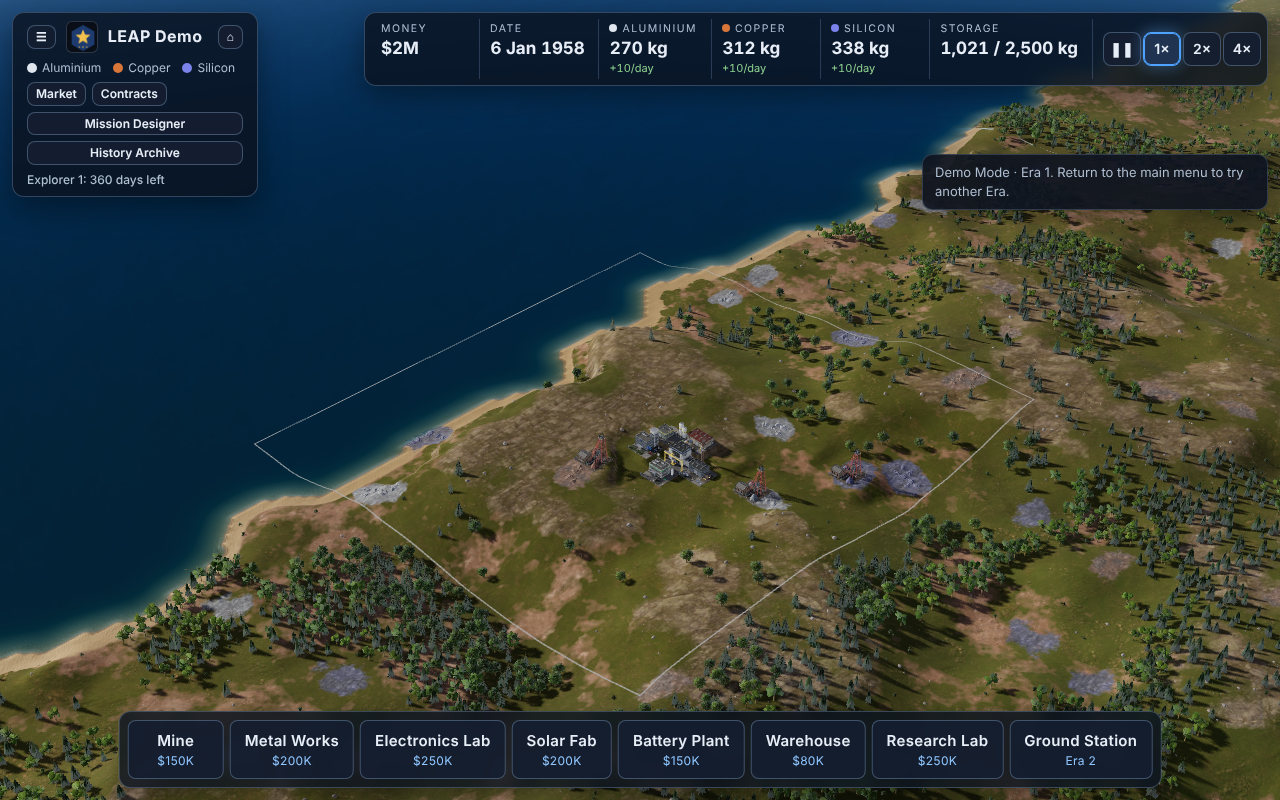 LEAP Demo
Aluminium Copper Silicon
Market Contracts
Mission Designer
History Archive
Explorer 1: 360 days left
MONEY
$2M
DATE
6 Jan 1958
ALUMINIUM
270 kg
+10/day
COPPER
312 kg
+10/day
SILICON
338 kg
+10/day
STORAGE
1,021 / 2,500 kg
1× 2× 4×
Demo Mode · Era 1. Return to the main menu to try
another Era.
Mine
$150K
Metal Works
$200K
Electronics Lab
$250K
Solar Fab
$200K
Battery Plant
$150K
Warehouse
$80K
Research Lab
$250K
Ground Station
Era 2